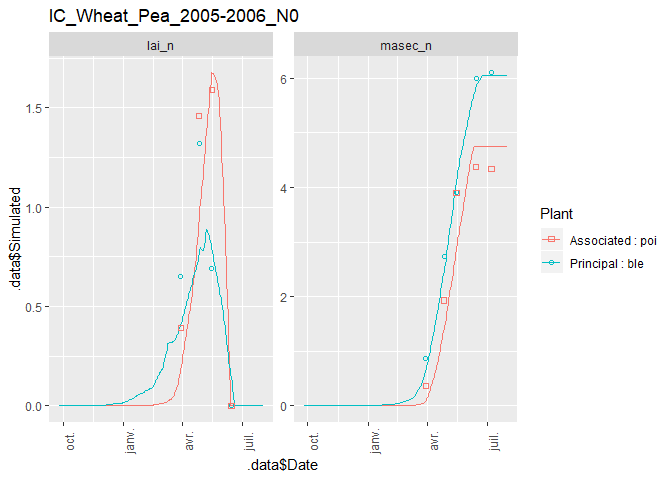 IC_Wheat_Pea_2005-2006_N0
lai_n
masec_n
.data$Simulated
1.5
1.0
0.5
0.0
6
4
2
0
oct.
janv.
avr.
juil.
oct.
janv.
avr.
juil.
.data$Date
Plant
Associated : poi
Principal : ble